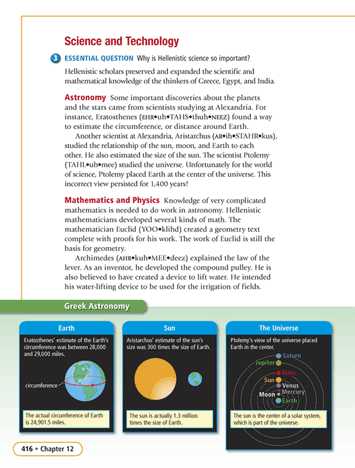 Science and Technology
3 ESSENTIAL QUESTION Why is Hellenistic science so important?
Hellenistic scholars preserved and expanded the scientific and
mathematical knowledge of the thinkers of Greece, Egypt, and India.
Astronomy Some important discoveries about the planets
and the stars came from scientists studying at Alexandria. For
instance, Eratosthenes (EHR•uh•TAHS•thuh•NEEZ) found a way
to estimate the circumference, or distance around Earth.
Another scientist at Alexandria, Aristarchus (AR•ih•STAHR•kus),
studied the relationship of the sun, moon, and Earth to each
other. He also estimated the size of the sun. The scientist Ptolemy
(TAHL•uh•mee) studied the universe. Unfortunately for the world
of science, Ptolemy placed Earth at the center of the universe. This
incorrect view persisted for 1,400 years!
Mathematics and Physics Knowledge of very complicated
mathematics is needed to do work in astronomy. Hellenistic
mathematicians developed several kinds of math. The
mathematician Euclid (YOO•klihd) created a geometry text
complete with proofs for his work. The work of Euclid is still the
basis for geometry.
Archimedes (AHR•kuh•MEE•deez) explained the law of the
lever. As an inventor, he developed the compound pulley. He is
also believed to have created a device to lift water. He intended
his water-lifting device to be used for the irrigation of fields.
Greek Astronomy
Earth
Eratosthenes' estimate of the Earth's
circumference was between 28,000
and 29,000 miles.
circumference
The actual circumference of Earth
is 24,901.5 miles.
Sun
Aristarchus' estimate of the sun's
size was 300 times the size of Earth.
The sun is actually 1.3 million
times the size of Earth.
The Universe
Ptolemy's view of the universe placed
Earth in the center.
Saturn
Jupiter
Mars
Sun
Venus
Mercury
Moon
Earth
The sun is the center of a solar system,
which is part of the universe.
416 • Chapter 12